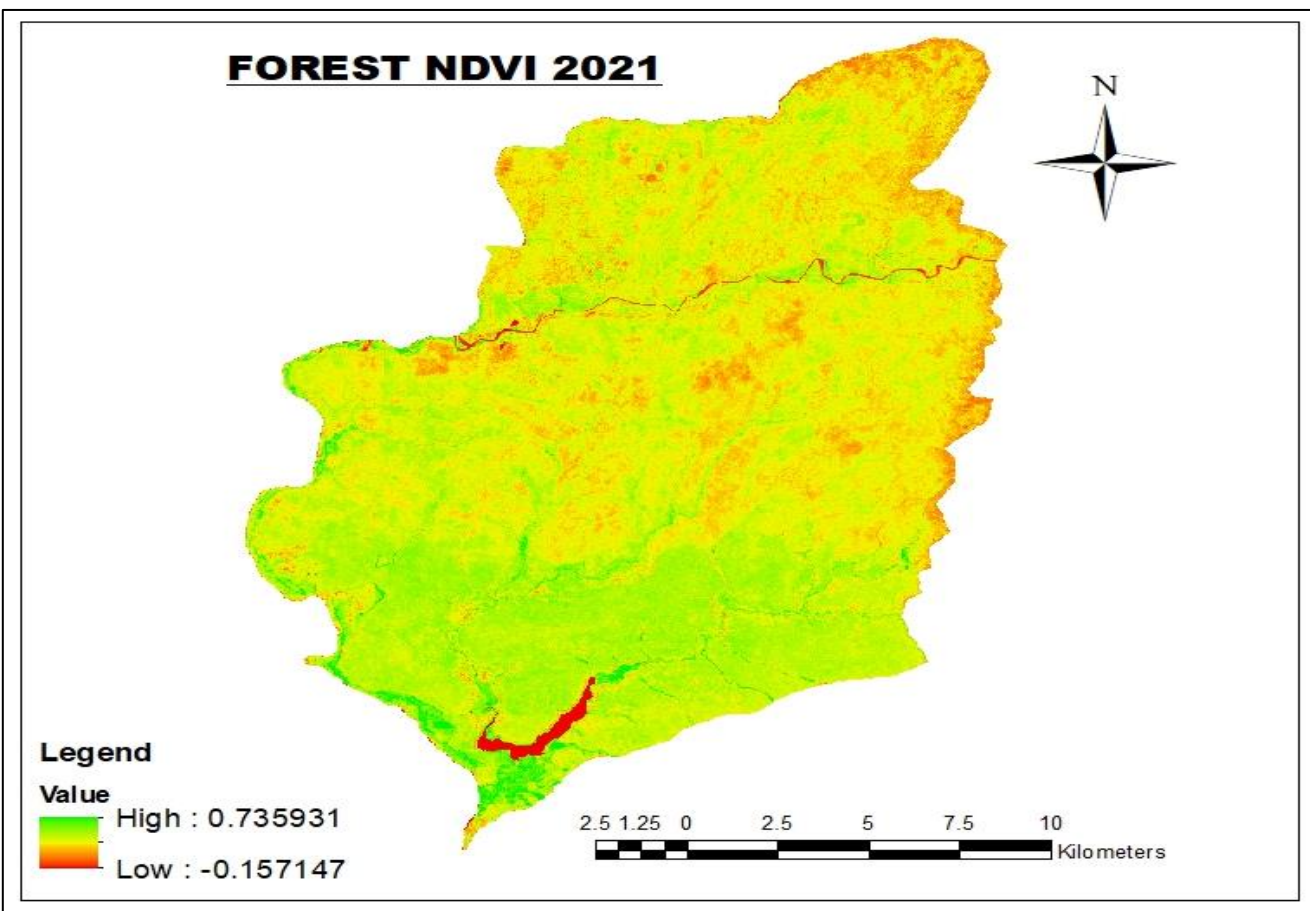 FOREST NDVI 2021
N
Legend
Value
High : 0.735931
Low : -0.157147
2.5 1.25 0 2.5 5 7.5 10
Kilometers